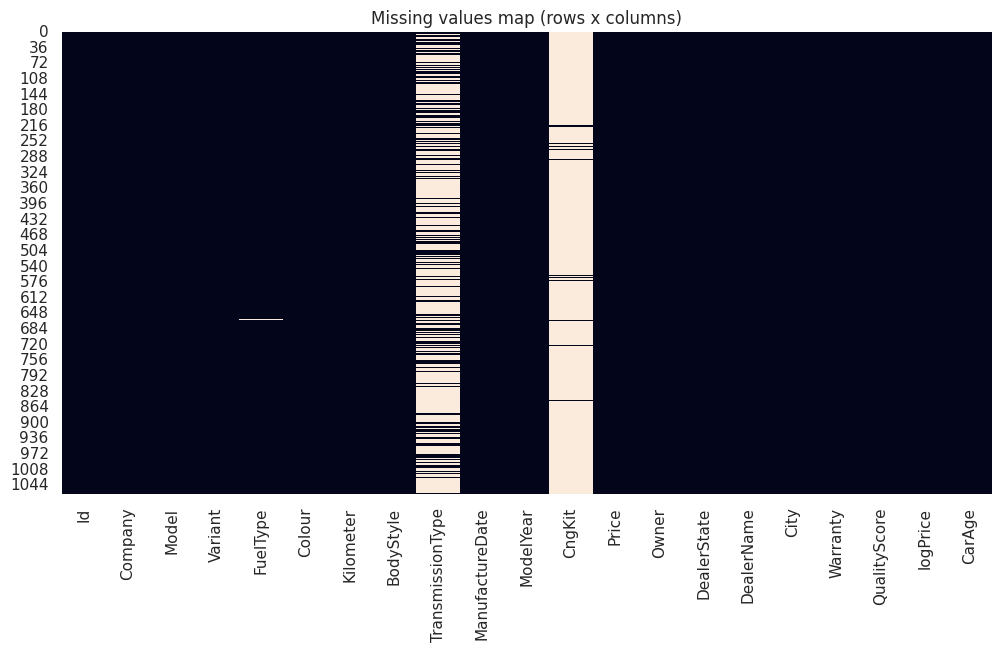 Missing values map (rows x columns)
0
36
72
108
144
180
216
252
288
324
360
396
432
468
504
540
576
612
648
684
720
756
792
828
864
900
936
972
1008
1044
Id
Company
Model
Variant
FuelType
Colour
Kilometer
BodyStyle
TransmissionType
ManufactureDate
ModelYear
CngKit
Price
Owner
DealerState
DealerName
City
Warranty
QualityScore
logPrice
CarAge